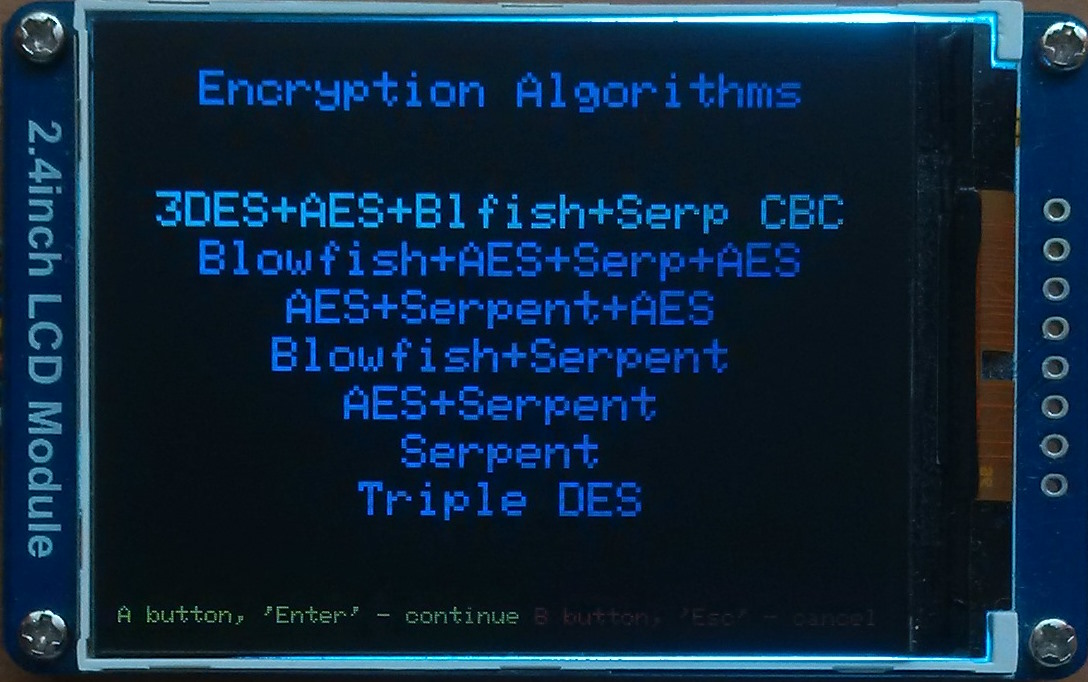 2.4inch LCD Module
Encryption Algorithms
3DES+AES+Blfish+Serp CBC
Blowfish+AES+Serp+AES
AES+Serpent+AES
Blowfish+Serpent
AES+Serpent
Serpent
Triple DES
A button, 'Enter' - continue B button, 'Esc' - cancel